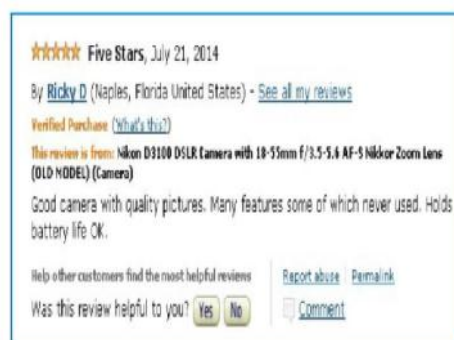 Five Stars, July 21, 2014
By Ricky D (Naples, Florida United States) - See all my reviews
Verified Purchase (What's this?)
This review is from: Nikon D3100 DSLR Camera with 18-55mm f/3.5-5.6 AF-S Nikkor Zoom Lens
(OLD MODEL) (Camera)
Good camera with quality pictures. Many features some of which never used. Holds
battery life OK.
Help other customers find the most helpful reviews
Was this review helpful to you? Yes No
Report abuse Permalink
Comment